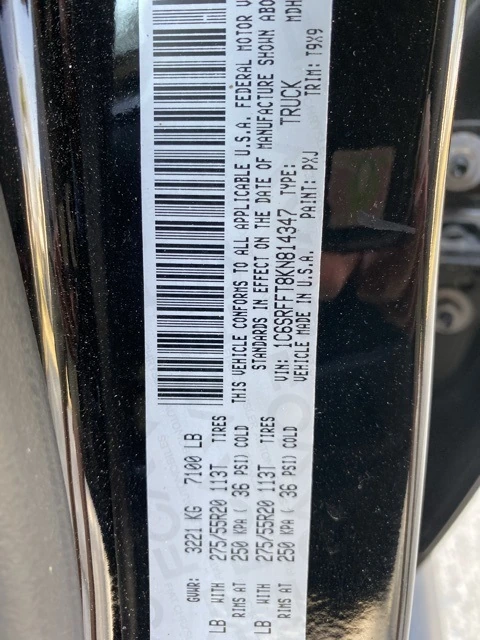 GVWR: 3221 KG 7100 LB
LB WITH 275/55R20 113T TIRES
RIMS AT 250 KPA ( 36 PSI) COLD
LB WITH 275/55R20 113T TIRES
RIMS AT 250 KPA ( 36 PSI) COLD
THIS VEHICLE CONFORMS TO ALL APPLICABLE U.S.A. FEDERAL MOTOR V
STANDARDS IN EFFECT ON THE DATE OF MANUFACTURE SHOWN ABO
VIN: 1C6SRFFT8KN814347 TYPE: TRUCK MDH
VEHICLE MADE IN U.S.A. PAINT: PXJ TRIM: T9X9